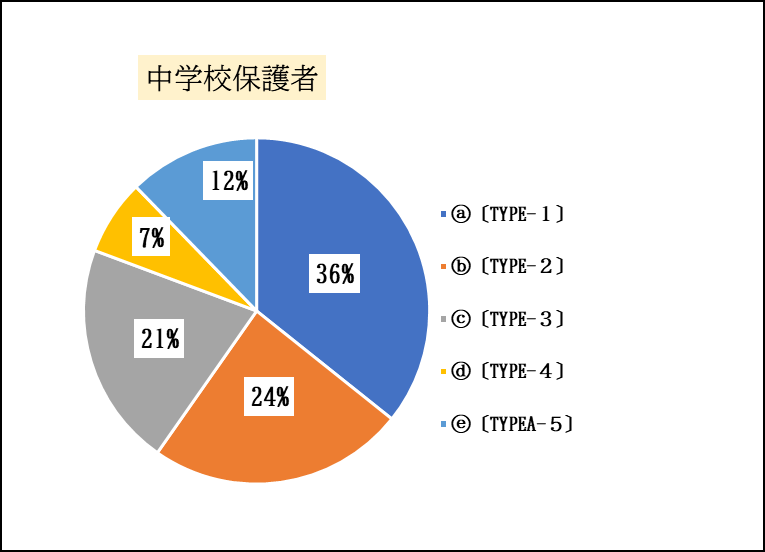 中学校保護者
12%
7%
36%
21%
24%
ⓐ〔TYPE-１〕
ⓑ〔TYPE-２〕
ⓒ〔TYPE-３〕
ⓓ〔TYPE-４〕
ⓔ〔TYPEA-５〕